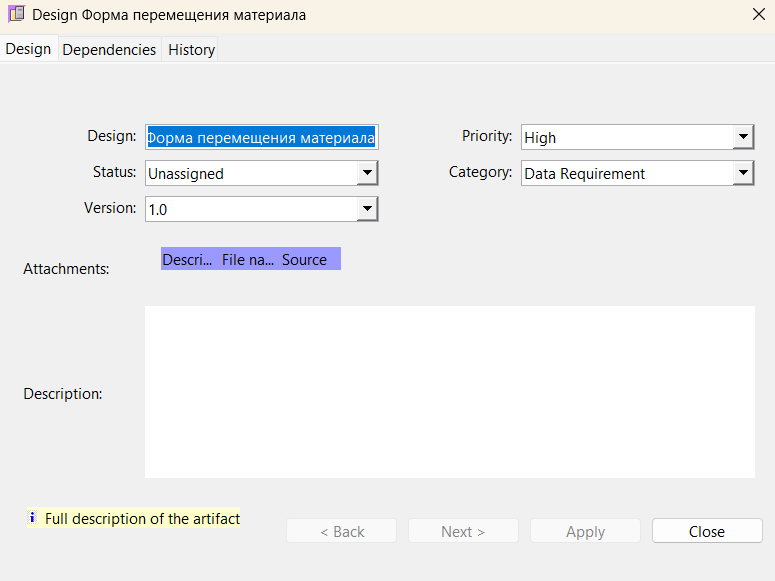 Design Форма перемещения материала
Design Dependencies History
Design: Форма перемещения материала Priority: High
Status: Unassigned Category: Data Requirement
Version: 1.0
Attachments: Descri... File na... Source
Description:
i Full description of the artifact
< Back Next > Apply Close